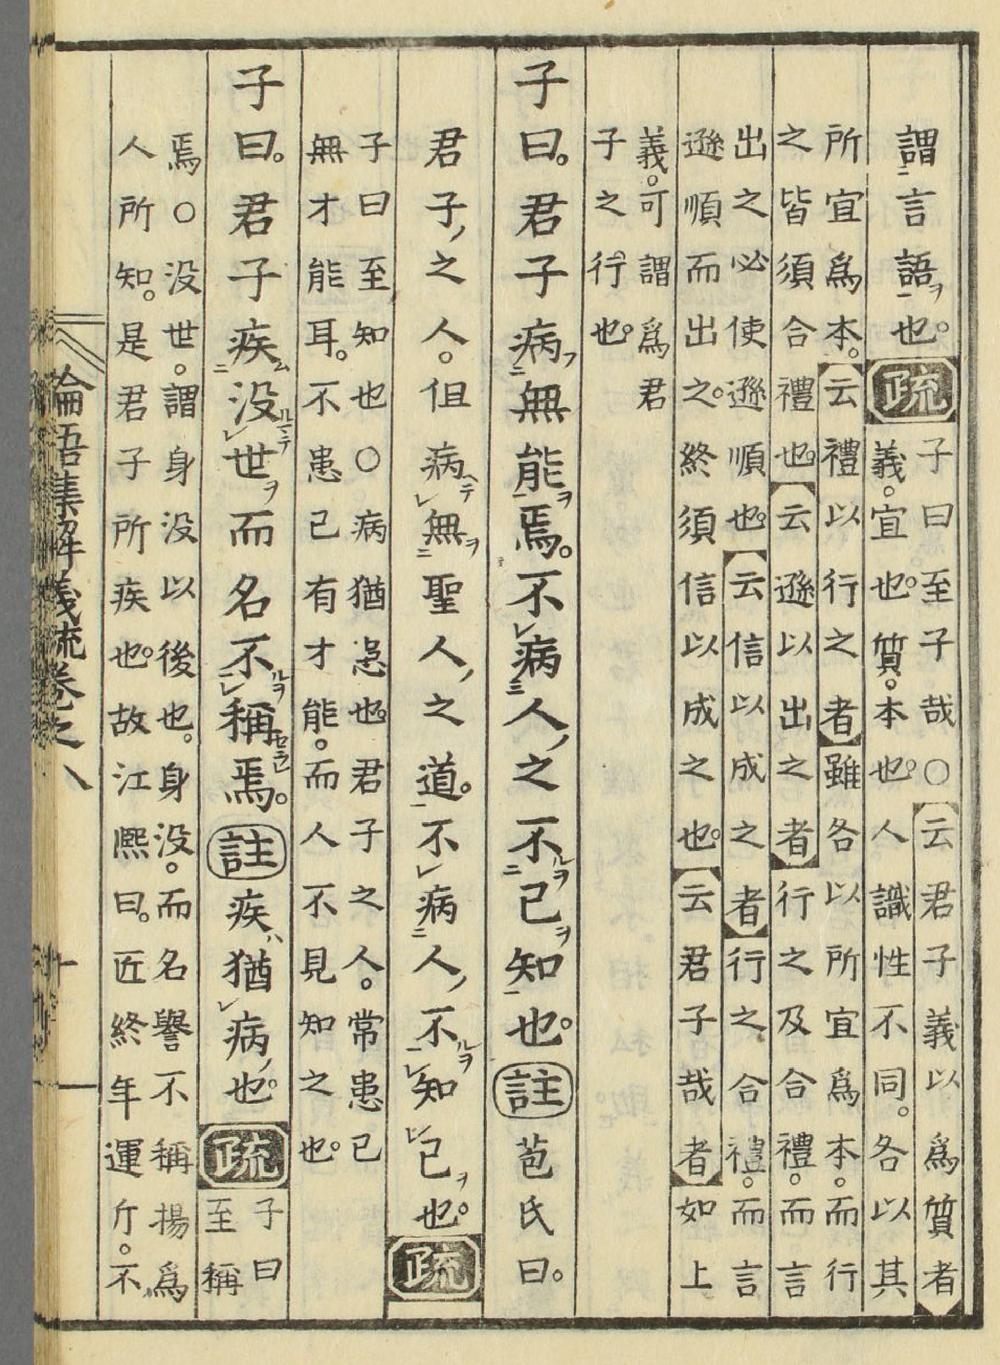 謂言語也。疏子曰至子哉○云君子義以爲質者
義。宜也。質。本也。人識性不同。各以其
所宜爲本。云禮以行之者雖各以所宜爲本。而行
之皆須合禮也。云遜以出之者行之及合禮。而言
出之必使遜順也。云信以成之者行之合禮。而言
遜順而出之。終須信以成之也。云君子哉者如上
義。可謂爲君
子之行也。
子曰。君子病無能焉。不病人之不己知也。註苞氏曰。
君子之人。但病無聖人之道。不病人不知己也。疏
子曰至知也○病猶患也。君子之人。常患己
無才能耳。不患己有才能。而人不見知之也。
子曰。君子疾没世而名不稱焉。註疾猶病也。疏子曰
至稱
焉○没世。謂身没以後也。身没。而名譽不稱揚爲
人所知。是君子所疾也。故江熙曰。匠終年運斤。不
論語集解義疏卷之八
十